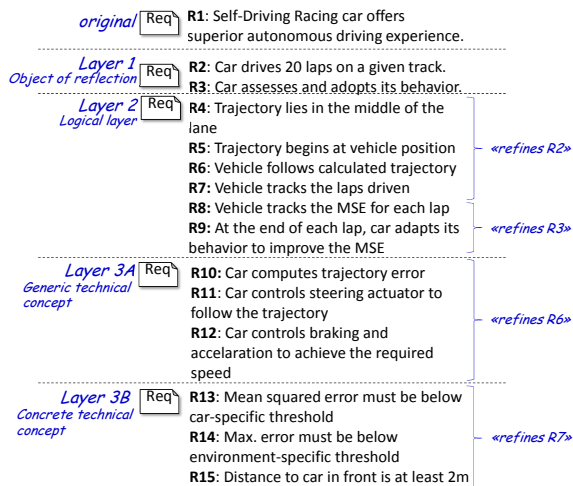 original
Req
R1: Self-Driving Racing car offers
superior autonomous driving experience.
Layer 1
Object of reflection
Req
R2: Car drives 20 laps on a given track.
R3: Car assesses and adopts its behavior.
Layer 2
Logical layer
Req
R4: Trajectory lies in the middle of the
lane
R5: Trajectory begins at vehicle position
R6: Vehicle follows calculated trajectory
R7: Vehicle tracks the laps driven
«refines R2»
R8: Vehicle tracks the MSE for each lap
R9: At the end of each lap, car adapts its
behavior to improve the MSE
«refines R3»
Layer 3A
Generic technical
concept
Req
R10: Car computes trajectory error
R11: Car controls steering actuator to
follow the trajectory
R12: Car controls braking and
accelaration to achieve the required
speed
«refines R6»
Layer 3B
Concrete technical
concept
Req
R13: Mean squared error must be below
car-specific threshold
R14: Max. error must be below
environment-specific threshold
R15: Distance to car in front is at least 2m
«refines R7»